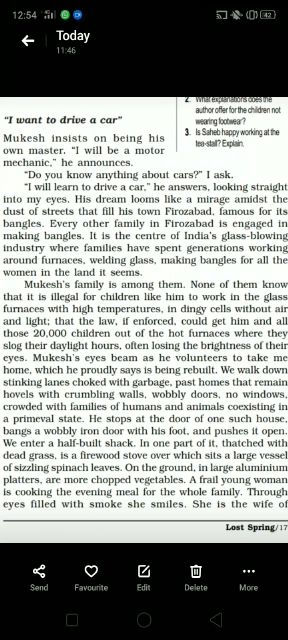 12:54
42
Today
11:46
2. What explanations does the
author offer for the children not
wearing footwear?
3. Is Saheb happy working at the
tea-stall? Explain.
"I want to drive a car"
Mukesh insists on being his
own master. "I will be a motor
mechanic," he announces.
"Do you know anything about cars?" I ask.
"I will learn to drive a car," he answers, looking straight
into my eyes. His dream looms like a mirage amidst the
dust of streets that fill his town Firozabad, famous for its
bangles. Every other family in Firozabad is engaged in
making bangles. It is the centre of India's glass-blowing
industry where families have spent generations working
around furnaces, welding glass, making bangles for all the
women in the land it seems.
Mukesh's family is among them. None of them know
that it is illegal for children like him to work in the glass
furnaces with high temperatures, in dingy cells without air
and light; that the law, if enforced, could get him and all
those 20,000 children out of the hot furnaces where they
slog their daylight hours, often losing the brightness of their
eyes. Mukesh's eyes beam as he volunteers to take me
home, which he proudly says is being rebuilt. We walk down
stinking lanes choked with garbage, past homes that remain
hovels with crumbling walls, wobbly doors, no windows,
crowded with families of humans and animals coexisting in
a primeval state. He stops at the door of one such house,
bangs a wobbly iron door with his foot, and pushes it open.
We enter a half-built shack. In one part of it, thatched with
dead grass, is a firewood stove over which sits a large vessel
of sizzling spinach leaves. On the ground, in large aluminium
platters, are more chopped vegetables. A frail young woman
is cooking the evening meal for the whole family. Through
eyes filled with smoke she smiles. She is the wife of
Lost Spring/17
Send
Favourite
Edit
Delete
More